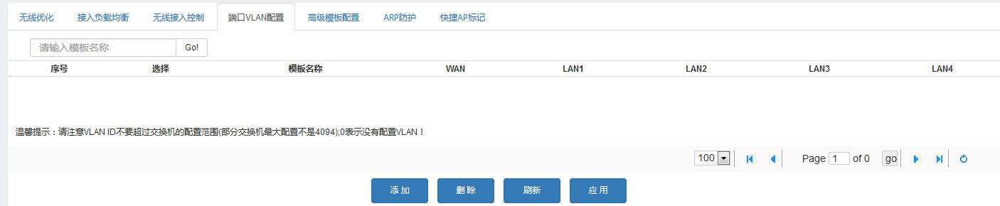 无线优化 接入负载均衡 无线接入控制 端口VLAN配置 高级模板配置 ARP防护 快捷AP标记
请输入模板名称 Go!
序号 选择 模板名称 WAN LAN1 LAN2 LAN3 LAN4
温馨提示：请注意VLAN ID不要超过交换机的配置范围(部分交换机最大配置不是4094);0表示没有配置VLAN！
100 Page 1 of 0 go
添 加 删 除 刷新 应 用